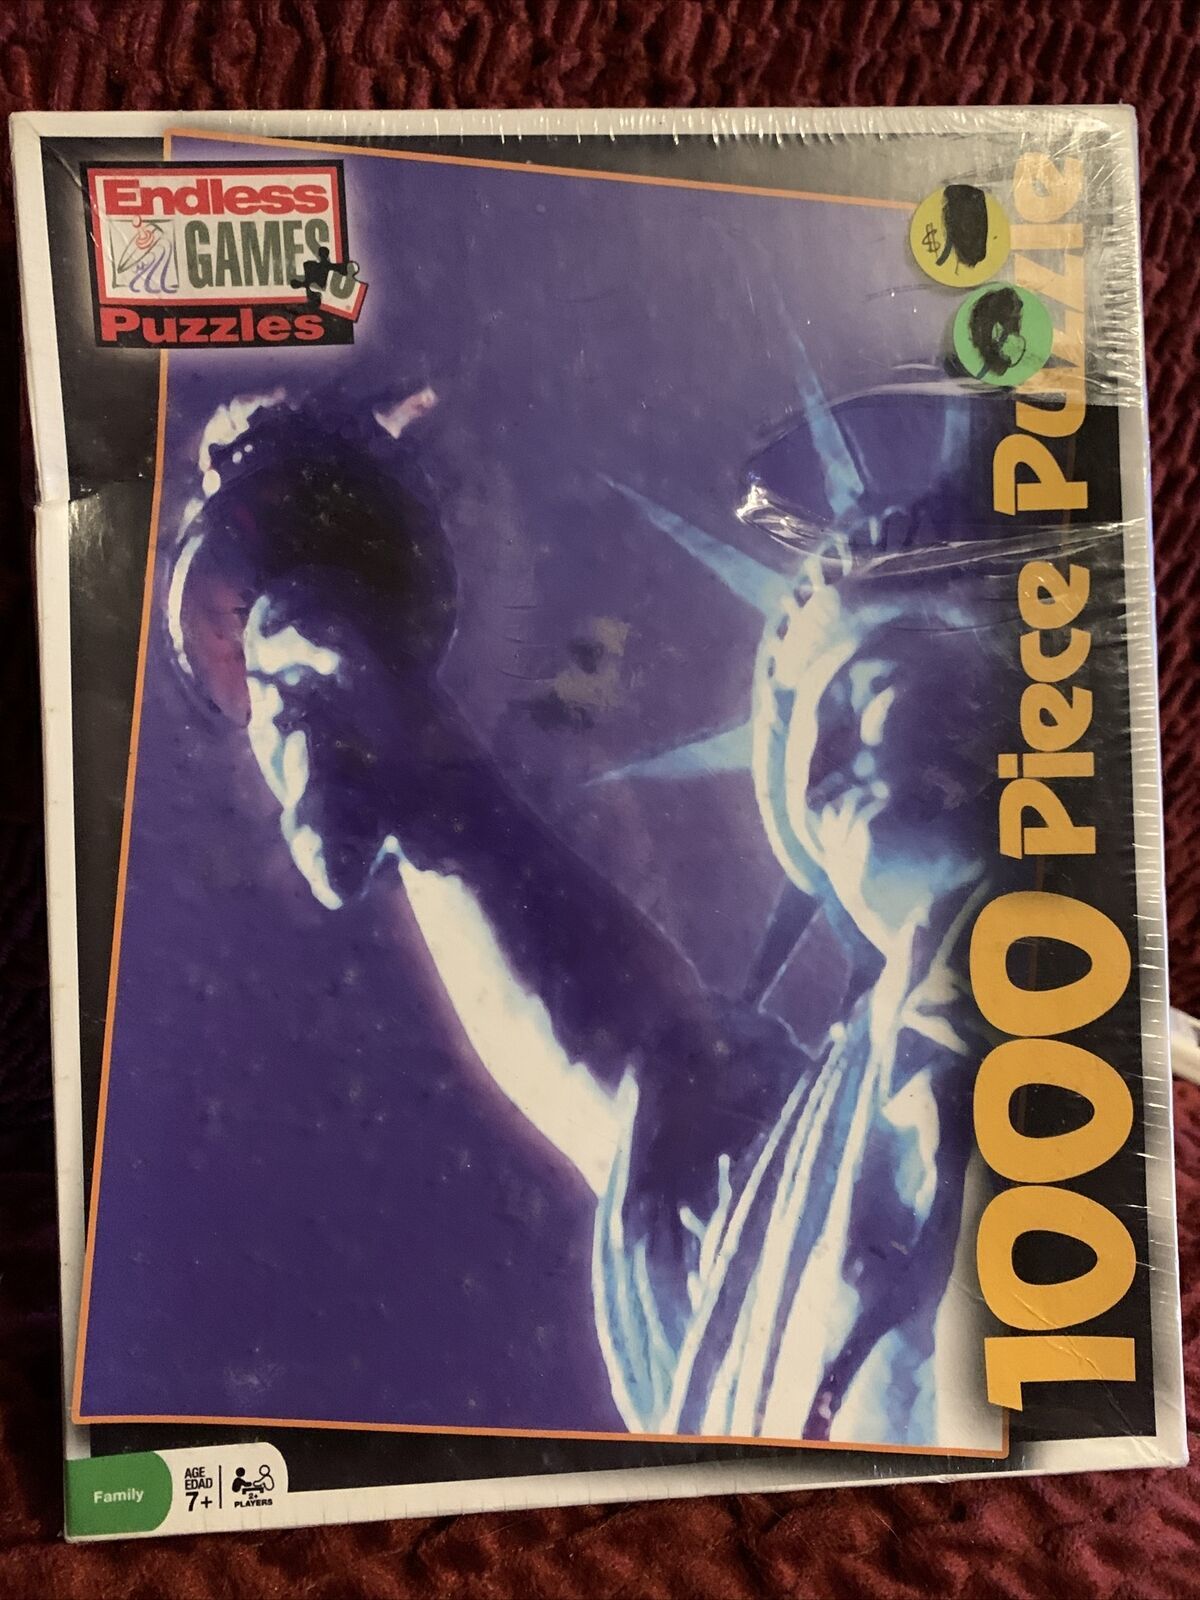 Endless
GAMES
Puzzles
$
1000 Piece Puzzle
Family
AGE
EDAD
7+
2+
PLAYERS